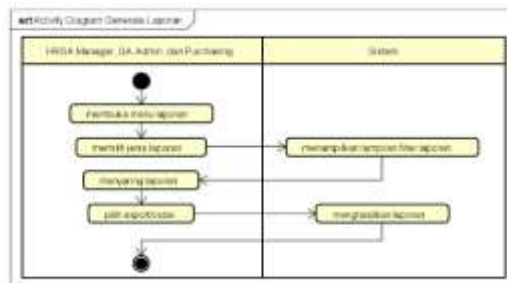 act Activity Diagram Generate Laporan
HRGA Manager, GA Admin, dan Purchasing
Sistem
membuka menu laporan
memilih jenis laporan
menampilkan tampilan filter laporan
menyaring laporan
pilih export/cetak
menghasilkan laporan